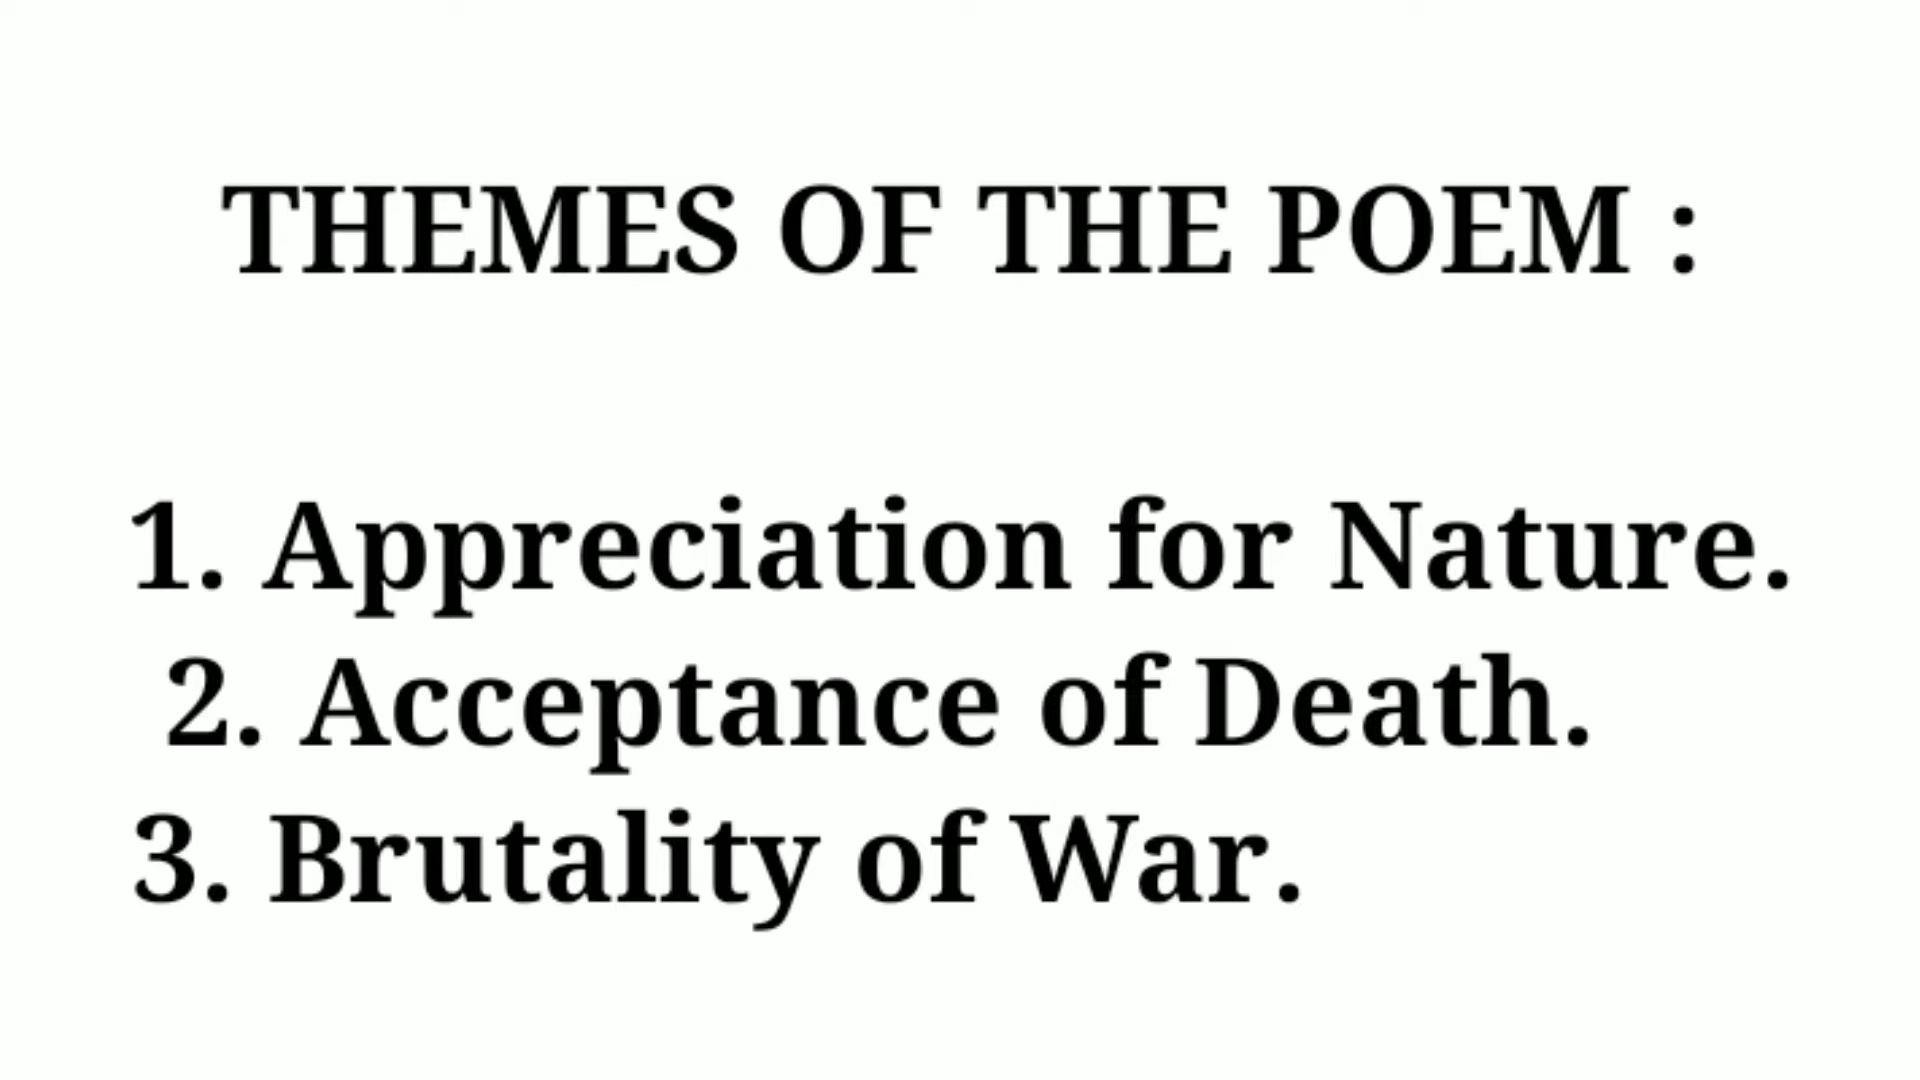 THEMES OF THE POEM :
1. Appreciation for Nature.
2. Acceptance of Death.
3. Brutality of War.